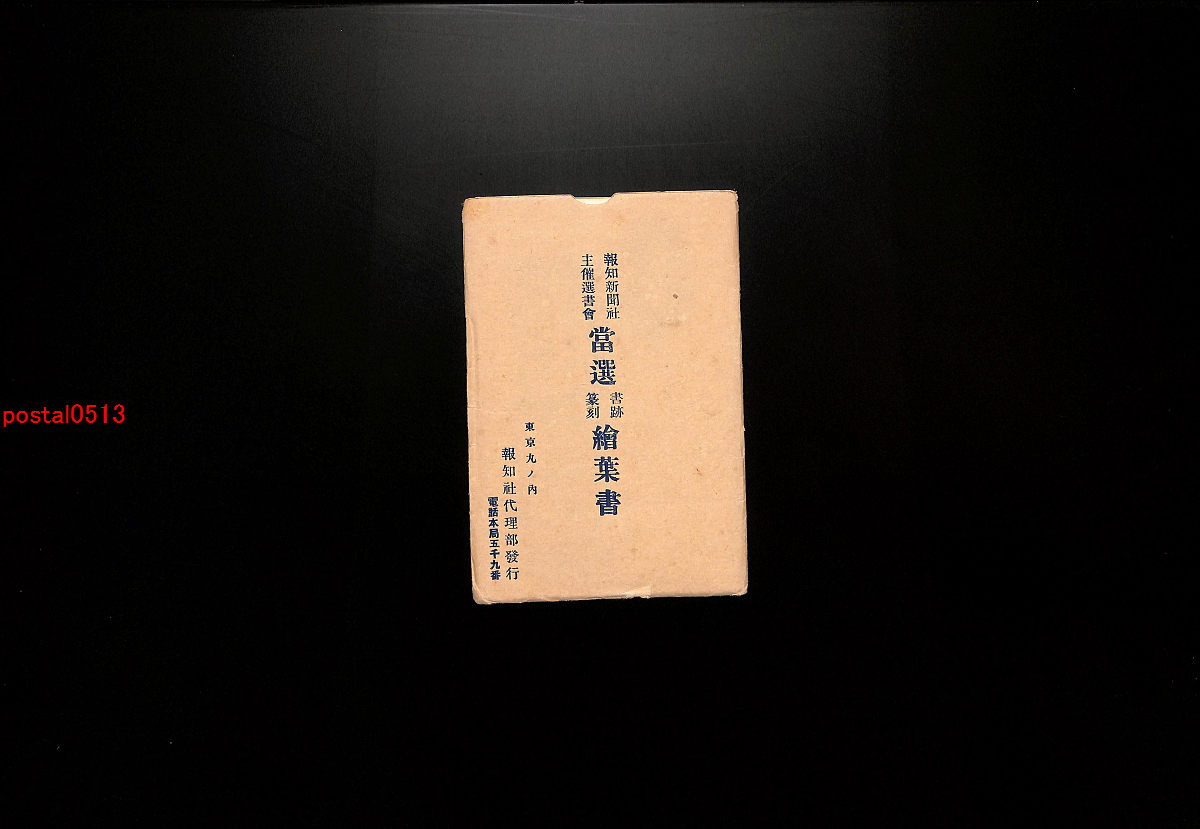 報知新聞社
主催選書會
當選
書跡
篆刻
繪葉書
東京丸ノ內
報知社代理部發行
電話本局五千九番
postal0513